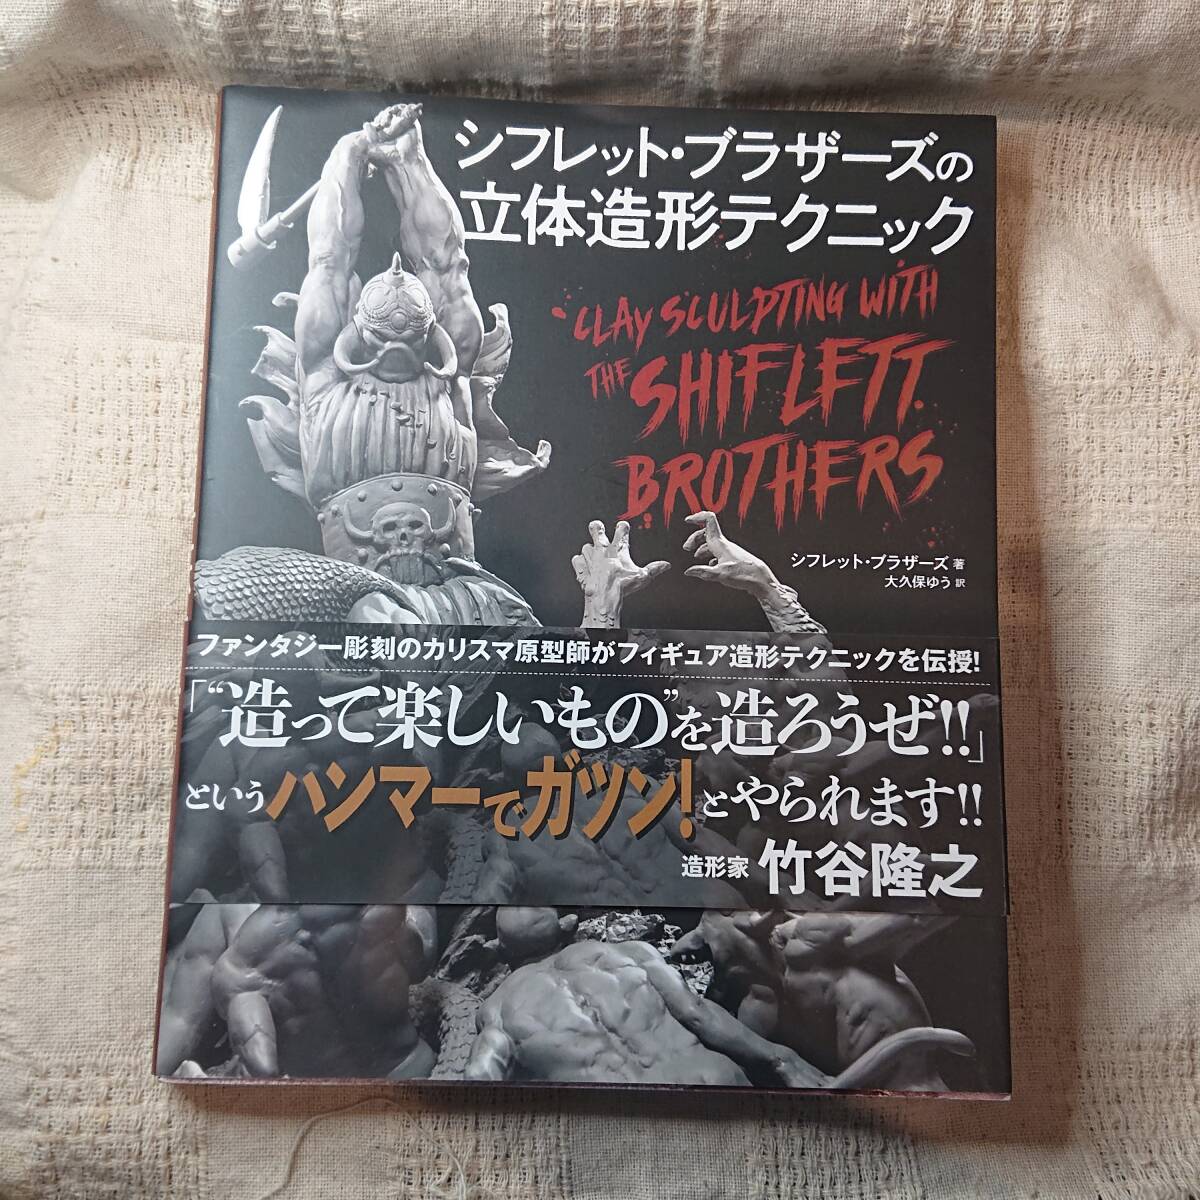 シフレット・ブラザーズの
立体造形テクニック
CLAY SCULPTING WITH
THE SHIFLETT
BROTHERS
シフレット・ブラザーズ 著
大久保ゆう 訳
ファンタジー彫刻のカリスマ原型師がフィギュア造形テクニックを伝授!
「“造って楽しいもの”を造ろうぜ!!」
というハンマーでガツン!とやられます!!
造形家 竹谷隆之